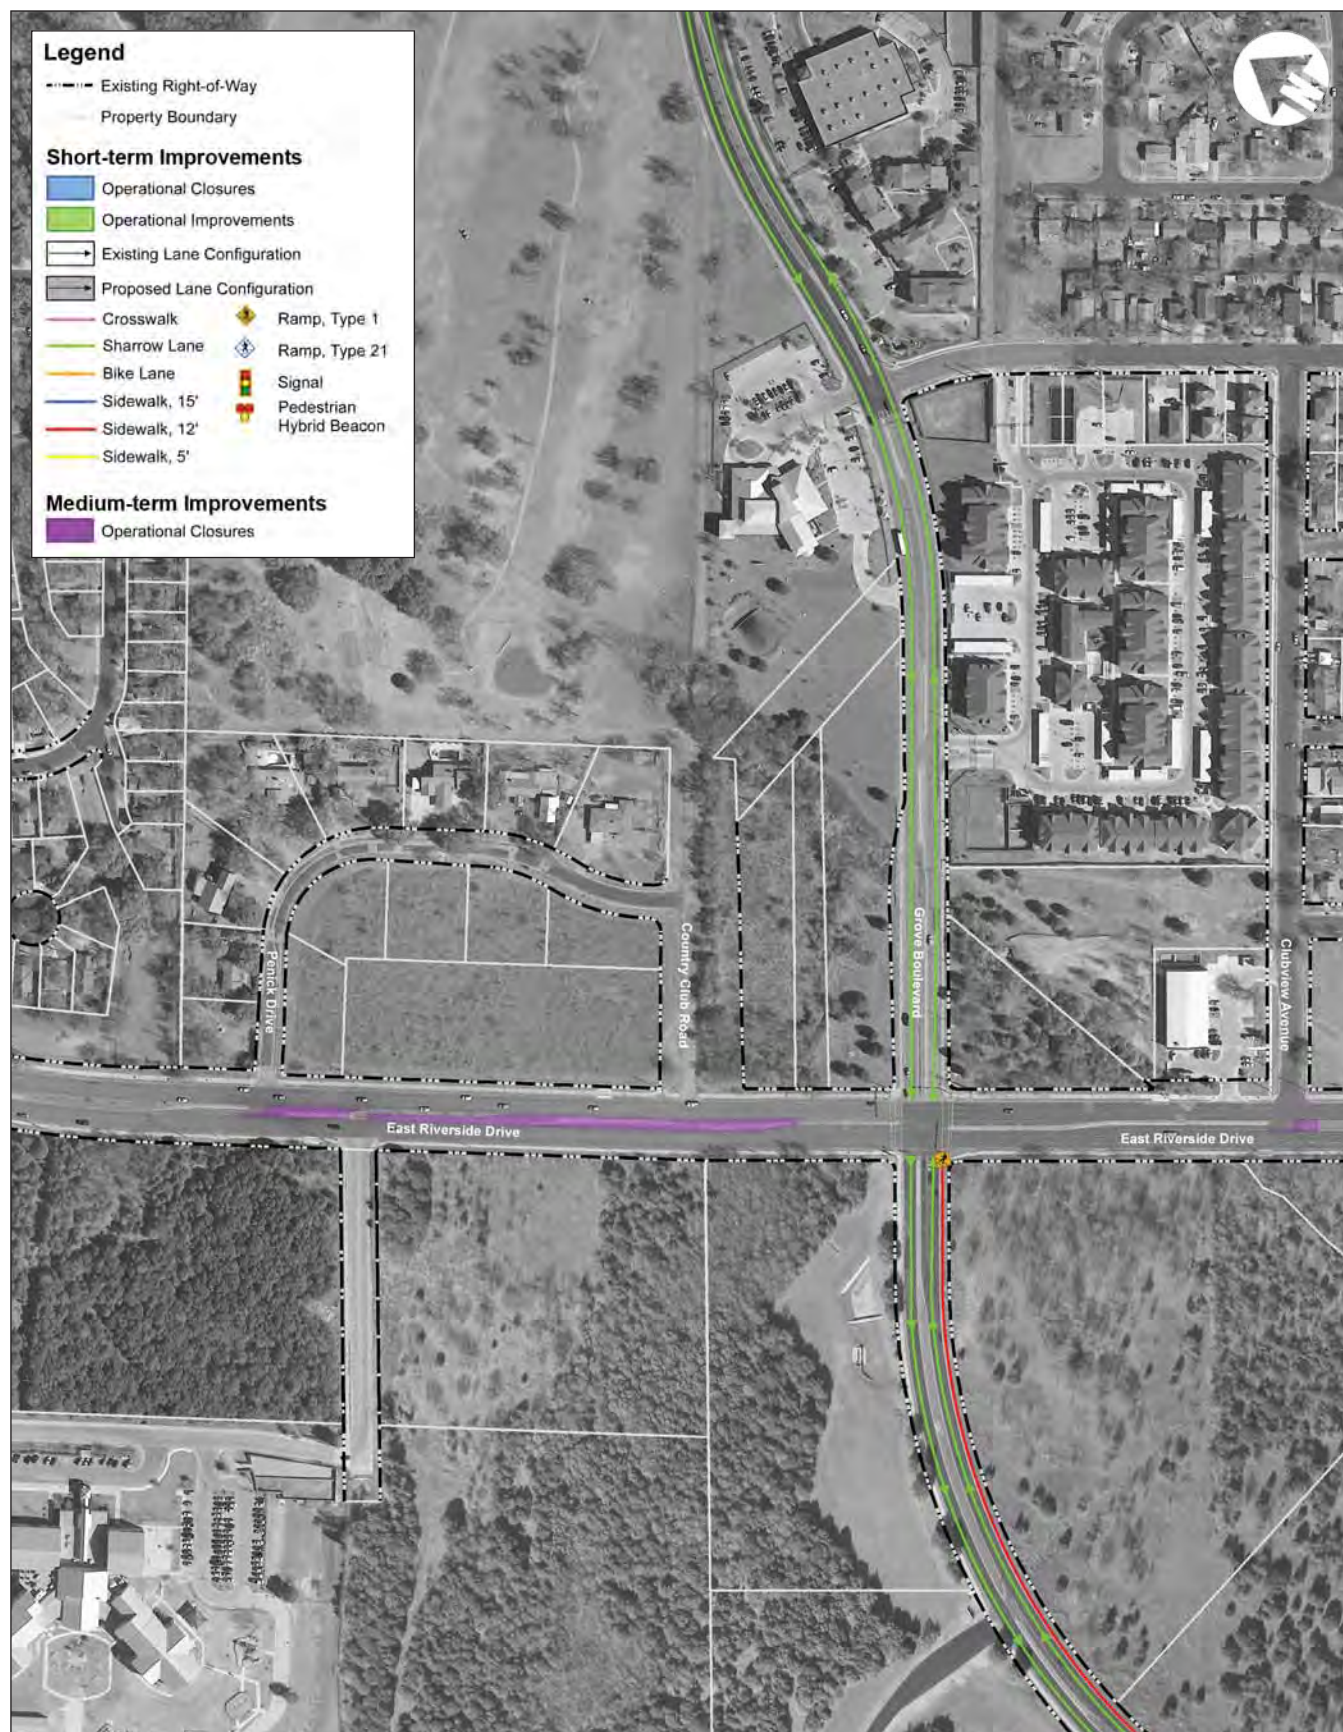 Legend
Existing Right-of-Way
Property Boundary
Short-term Improvements
Operational Closures
Operational Improvements
Existing Lane Configuration
Proposed Lane Configuration
Crosswalk
Sharrow Lane
Bike Lane
Sidewalk, 15'
Sidewalk, 12'
Sidewalk, 5'
Ramp, Type 1
Ramp, Type 21
Signal
Pedestrian
Hybrid Beacon
Medium-term Improvements
Operational Closures
N
Penick Drive
Country Club Road
Grove Boulevard
Clubview Avenue
East Riverside Drive
East Riverside Drive